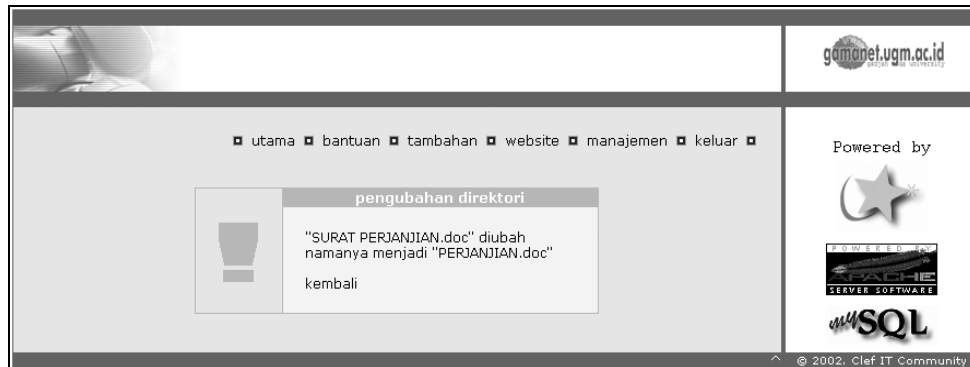 gamanet.ugm.ac.id
utama bantuan tambahan website manajemen keluar
Powered by
pengubahan direktori
"SURAT PERJANJIAN.doc" diubah
namanya menjadi "PERJANJIAN.doc"
kembali
POWERED BY
APACHE
SERVER SOFTWARE
mySQL
© 2002. Clef IT Community